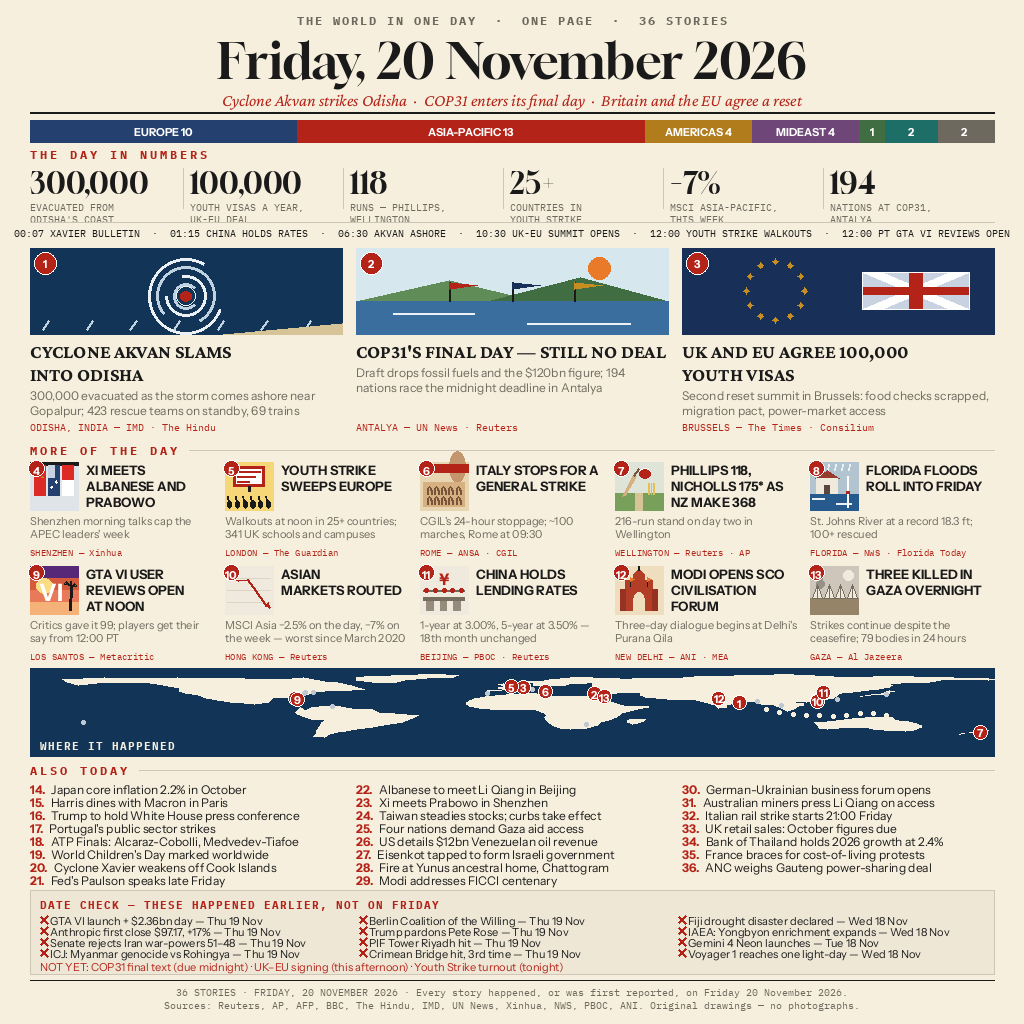 THE WORLD IN ONE DAY · ONE PAGE · 36 STORIES
Friday, 20 November 2026
Cyclone Akvan strikes Odisha · COP31 enters its final day · Britain and the EU agree a reset
EUROPE 10 ASIA-PACIFIC 13 AMERICAS 4 MIDEAST 4 1 2 2
THE DAY IN NUMBERS
300,000 100,000 118 25+ -7% 194
EVACUATED FROM YOUTH VISAS A YEAR, RUNS — PHILLIPS, COUNTRIES IN MSCI ASIA-PACIFIC, NATIONS AT COP31,
ODISHA'S COAST UK-EU DEAL WELLINGTON YOUTH STRIKE THIS WEEK ANTALYA
00:07 XAVIER BULLETIN · 01:15 CHINA HOLDS RATES · 06:30 AKVAN ASHORE · 10:30 UK-EU SUMMIT OPENS · 12:00 YOUTH STRIKE WALKOUTS · 12:00 PT GTA VI REVIEWS OPEN
1
CYCLONE AKVAN SLAMS
INTO ODISHA
300,000 evacuated as the storm comes ashore near
Gopalpur; 423 rescue teams on standby, 69 trains
ODISHA, INDIA — IMD · The Hindu
2
COP31'S FINAL DAY — STILL NO DEAL
Draft drops fossil fuels and the $120bn figure; 194
nations race the midnight deadline in Antalya
ANTALYA — UN News · Reuters
3
UK AND EU AGREE 100,000
YOUTH VISAS
Second reset summit in Brussels: food checks scrapped,
migration pact, power-market access
BRUSSELS — The Times · Consilium
MORE OF THE DAY
4
XI MEETS
ALBANESE AND
PRABOWO
Shenzhen morning talks cap the
APEC leaders' week
SHENZHEN — Xinhua
5
YOUTH STRIKE
SWEEPS EUROPE
Walkouts at noon in 25+ countries;
341 UK schools and campuses
LONDON — The Guardian
6
ITALY STOPS FOR A
GENERAL STRIKE
CGIL's 24-hour stoppage; ~100
marches, Rome at 09:30
ROME — ANSA · CGIL
7
PHILLIPS 118,
NICHOLLS 175* AS
NZ MAKE 368
216-run stand on day two in
Wellington
WELLINGTON — Reuters · AP
8
FLORIDA FLOODS
ROLL INTO FRIDAY
St. Johns River at a record 18.3 ft;
100+ rescued
FLORIDA — NWS · Florida Today
9
VI
GTA VI USER
REVIEWS OPEN
AT NOON
Critics gave it 99; players get their
say from 12:00 PT
LOS SANTOS — Metacritic
10
ASIAN
MARKETS ROUTED
MSCI Asia -2.5% on the day, -7% on
the week — worst since March 2020
HONG KONG — Reuters
11
¥
CHINA HOLDS
LENDING RATES
1-year at 3.00%, 5-year at 3.50% —
18th month unchanged
BEIJING — PBOC · Reuters
12
MODI OPENS SCO
CIVILISATION
FORUM
Three-day dialogue begins at Delhi's
Purana Qila
NEW DELHI — ANI · MEA
13
THREE KILLED IN
GAZA OVERNIGHT
Strikes continue despite the
ceasefire; 79 bodies in 24 hours
GAZA — Al Jazeera
9 5 3 6 2 13 12 1 11 10 7
WHERE IT HAPPENED
ALSO TODAY
14. Japan core inflation 2.2% in October
15. Harris dines with Macron in Paris
16. Trump to hold White House press conference
17. Portugal's public sector strikes
18. ATP Finals: Alcaraz-Cobolli, Medvedev-Tiafoe
19. World Children's Day marked worldwide
20. Cyclone Xavier weakens off Cook Islands
21. Fed's Paulson speaks late Friday
22. Albanese to meet Li Qiang in Beijing
23. Xi meets Prabowo in Shenzhen
24. Taiwan steadies stocks; curbs take effect
25. Four nations demand Gaza aid access
26. US details $12bn Venezuelan oil revenue
27. Eisenkot tapped to form Israeli government
28. Fire at Yunus ancestral home, Chattogram
29. Modi addresses FICCI centenary
30. German-Ukrainian business forum opens
31. Australian miners press Li Qiang on access
32. Italian rail strike starts 21:00 Friday
33. UK retail sales: October figures due
34. Bank of Thailand holds 2026 growth at 2.4%
35. France braces for cost-of-living protests
36. ANC weighs Gauteng power-sharing deal
DATE CHECK — THESE HAPPENED EARLIER, NOT ON FRIDAY
GTA VI launch + $2.36bn day — Thu 19 Nov
Anthropic first close $97.17, +17% — Thu 19 Nov
Senate rejects Iran war-powers 51-48 — Thu 19 Nov
ICJ: Myanmar genocide vs Rohingya — Thu 19 Nov
Berlin Coalition of the Willing — Thu 19 Nov
Trump pardons Pete Rose — Thu 19 Nov
PIF Tower Riyadh hit — Thu 19 Nov
Crimean Bridge hit, 3rd time — Thu 19 Nov
Fiji drought disaster declared — Wed 18 Nov
IAEA: Yongbyon enrichment expands — Wed 18 Nov
Gemini 4 Neon launches — Tue 18 Nov
Voyager 1 reaches one light-day — Wed 18 Nov
NOT YET: COP31 final text (due midnight) · UK-EU signing (this afternoon) · Youth Strike turnout (tonight)
36 STORIES · FRIDAY, 20 NOVEMBER 2026 · Every story happened, or was first reported, on Friday 20 November 2026.
Sources: Reuters, AP, AFP, BBC, The Hindu, IMD, UN News, Xinhua, NWS, PBOC, ANI. Original drawings — no photographs.